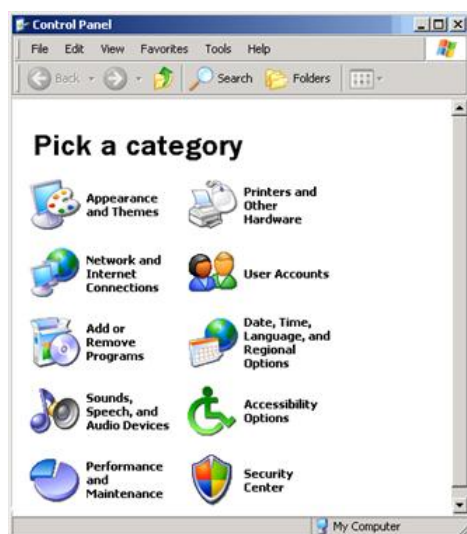 Control Panel
File Edit View Favorites Tools Help
Back Search Folders
Pick a category
Appearance
and Themes
Printers and
Other
Hardware
Network and
Internet
Connections
User Accounts
Add or
Remove
Programs
Date, Time,
Language, and
Regional
Options
Sounds,
Speech, and
Audio Devices
Accessibility
Options
Performance
and
Maintenance
Security
Center
My Computer